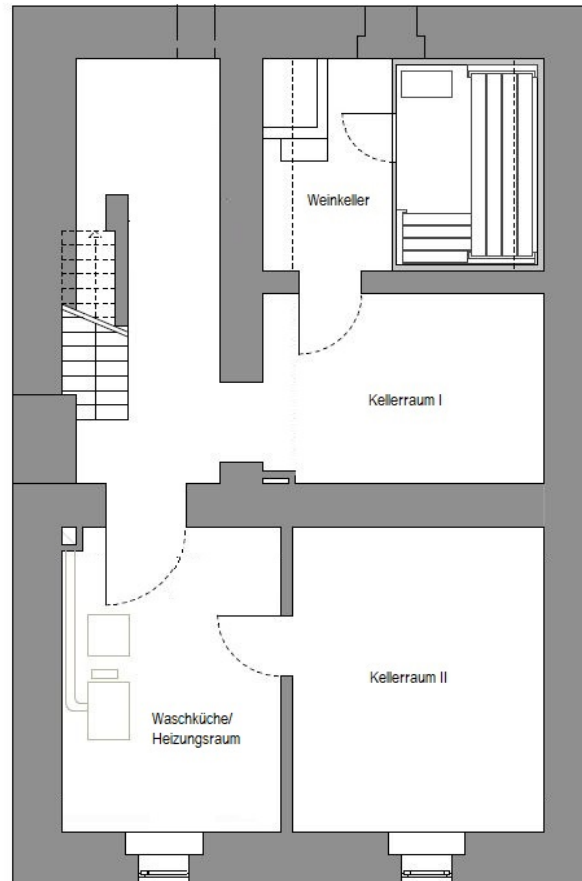 Weinkeller
Kellerraum I
Kellerraum II
Waschküche/
Heizungsraum